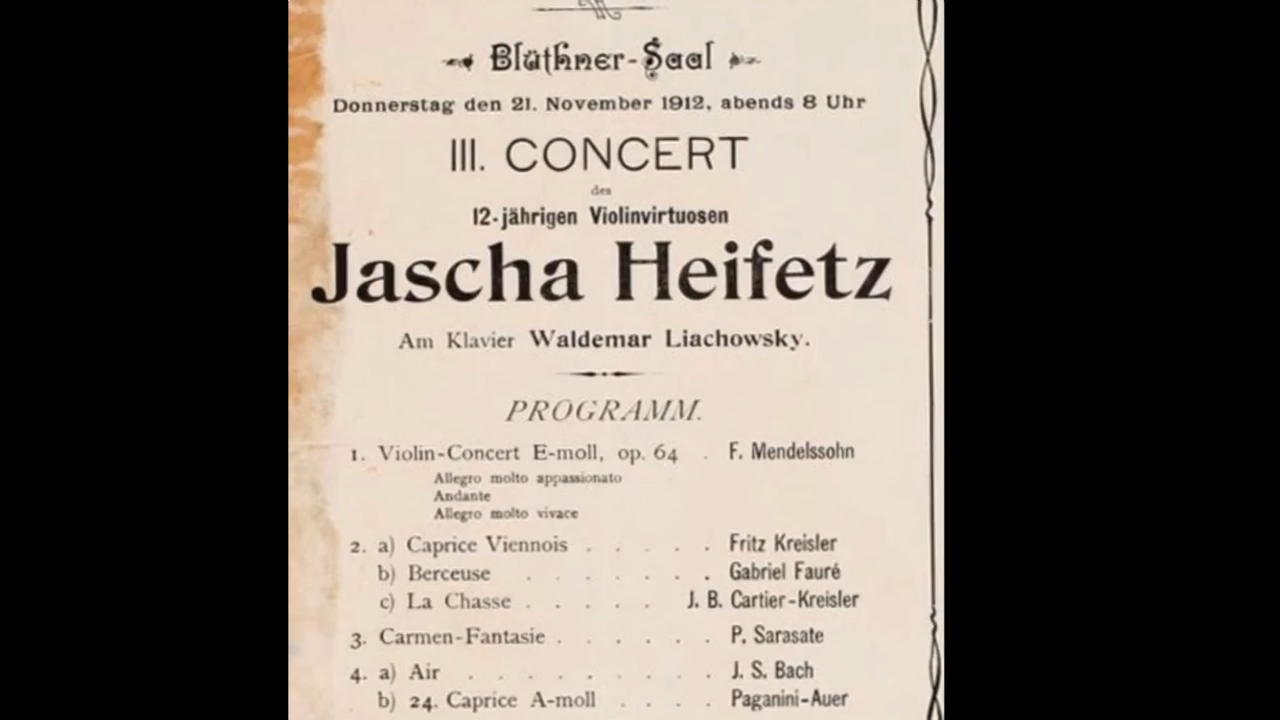 Blüthner-Saal
Donnerstag den 21. November 1912, abends 8 Uhr
III. CONCERT
des
12-jährigen Violinvirtuosen
Jascha Heifetz
Am Klavier Waldemar Liachowsky.
PROGRAMM.
1. Violin-Concert E-moll, op. 64 . F. Mendelssohn
Allegro molto appassionato
Andante
Allegro molto vivace
2. a) Caprice Viennois . . . . . Fritz Kreisler
b) Berceuse . . . . . . . Gabriel Fauré
c) La Chasse . . . . . J. B. Cartier-Kreisler
3. Carmen-Fantasie . . . . . . P. Sarasate
4. a) Air . . . . . . . . . J. S. Bach
b) 24. Caprice A-moll . . . . Paganini-Auer